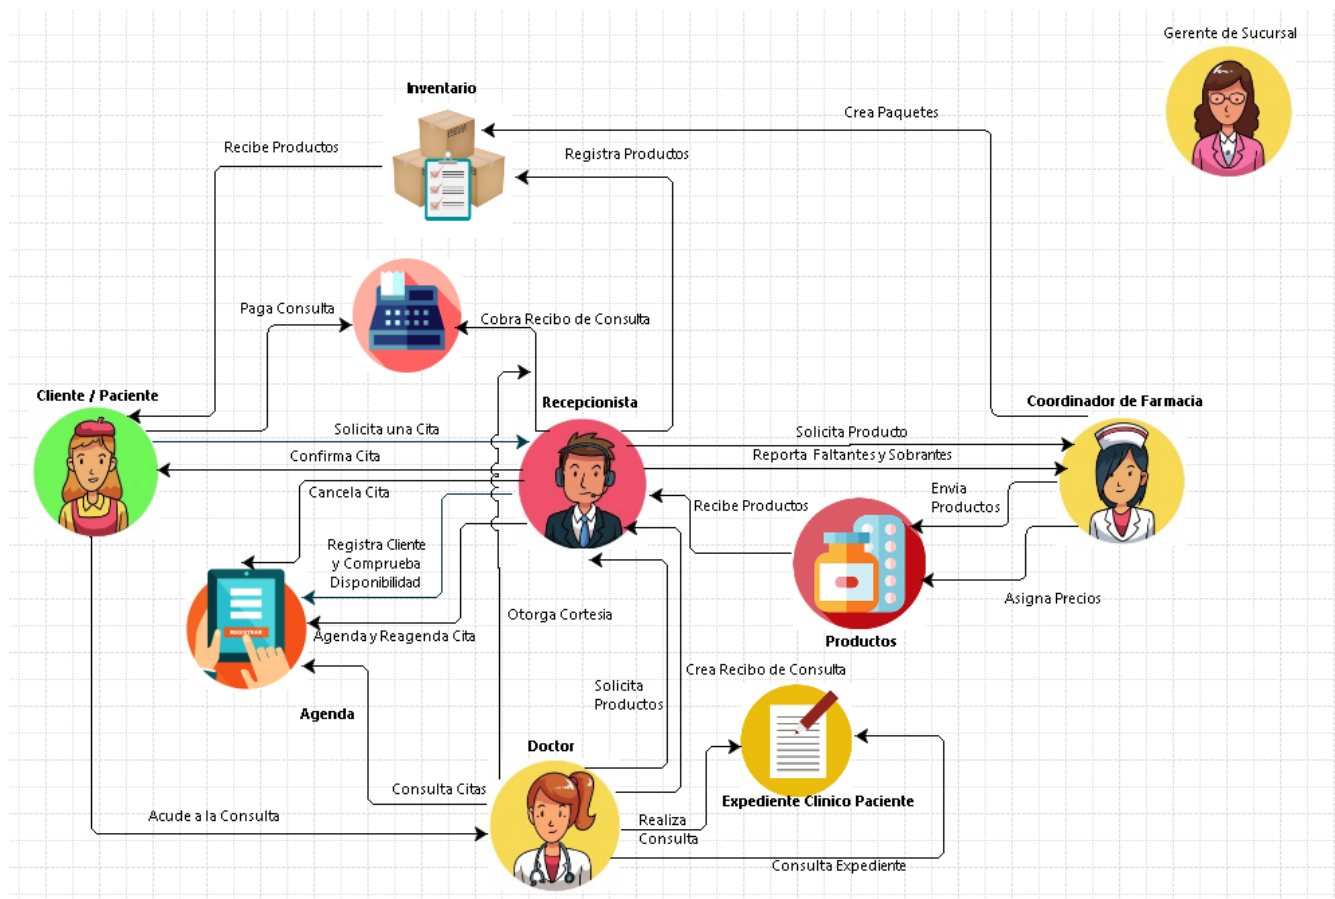 Gerente de Sucursal
Inventario
Crea Paquetes
Recibe Productos
Registra Productos
Paga Consulta
Cobra Recibo de Consulta
Cliente / Paciente
Recepcionista
Coordinador de Farmacia
Solicita una Cita
Solicita Producto
Confirma Cita
Reporta Faltantes y Sobrantes
Cancela Cita
Recibe Productos
Envia
Productos
Registra Cliente
y Comprueba
Disponibilidad
Asigna Precios
REGISTRAR
Agenda y Reagenda Cita
Otorga Cortesia
Productos
Crea Recibo de Consulta
Solicita
Productos
Agenda
Doctor
Consulta Citas
Expediente Clinico Paciente
Acude a la Consulta
Realiza
Consulta
Consulta Expediente